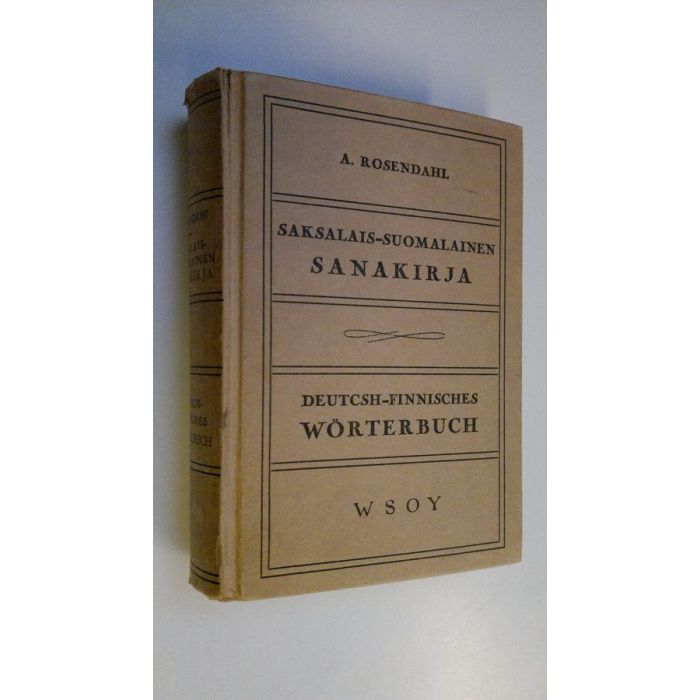 A. ROSENDAHL
SAKSALAIS-SUOMALAINEN
SANAKIRJA
DEUTCSH-FINNISCHES
WÖRTERBUCH
WSOY